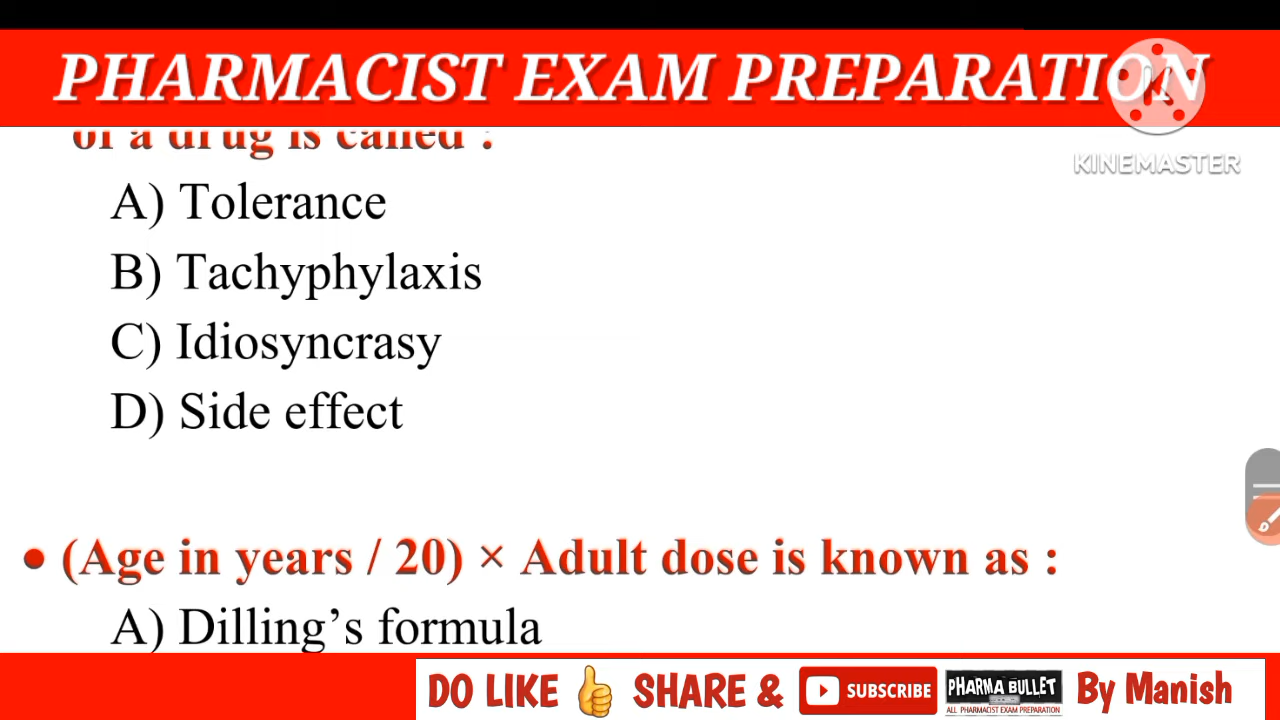 PHARMACIST EXAM PREPARATION
KINEMASTER
of a drug is called :
A) Tolerance
B) Tachyphylaxis
C) Idiosyncrasy
D) Side effect
• (Age in years / 20) × Adult dose is known as :
A) Dilling’s formula
DO LIKE 👍 SHARE & SUBSCRIBE PHARMA BULLET By Manish
ALL PHARMACIST EXAM PREPARATION